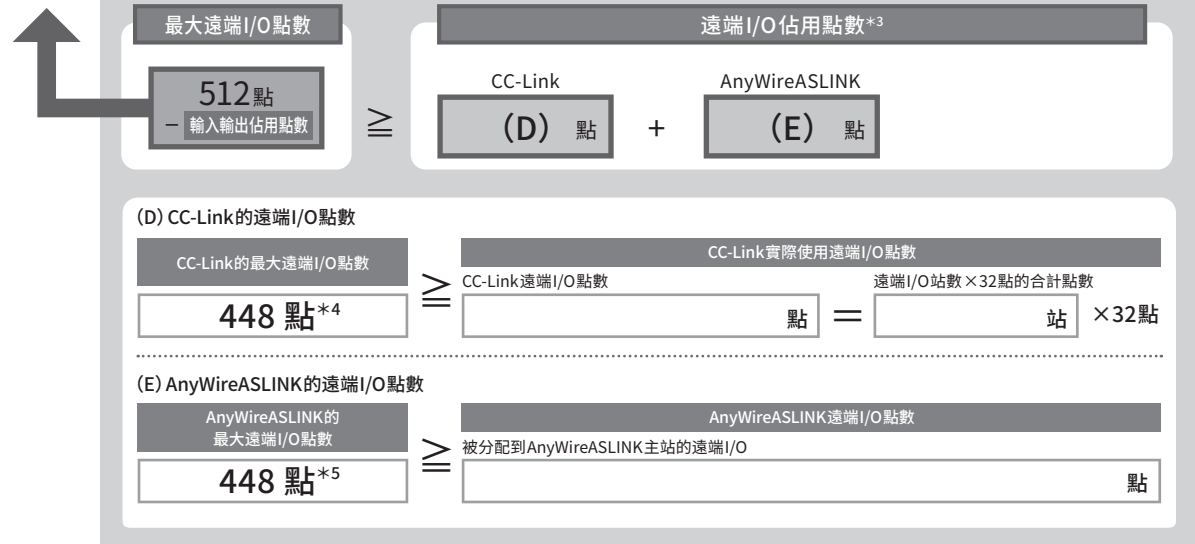 最大遠端I/O點數
遠端I/O佔用點數*3
512點
－ 輸入輸出佔用點數
≧
CC-Link
(D) 點
+
AnyWireASLINK
(E) 點
(D) CC-Link的遠端I/O點數
CC-Link的最大遠端I/O點數
448 點*4
≧
CC-Link實際使用遠端I/O點數
CC-Link遠端I/O點數
點
=
遠端I/O站數×32點的合計點數
站
×32點
(E) AnyWireASLINK的遠端I/O點數
AnyWireASLINK的
最大遠端I/O點數
448 點*5
≧
AnyWireASLINK遠端I/O點數
被分配到AnyWireASLINK主站的遠端I/O
點